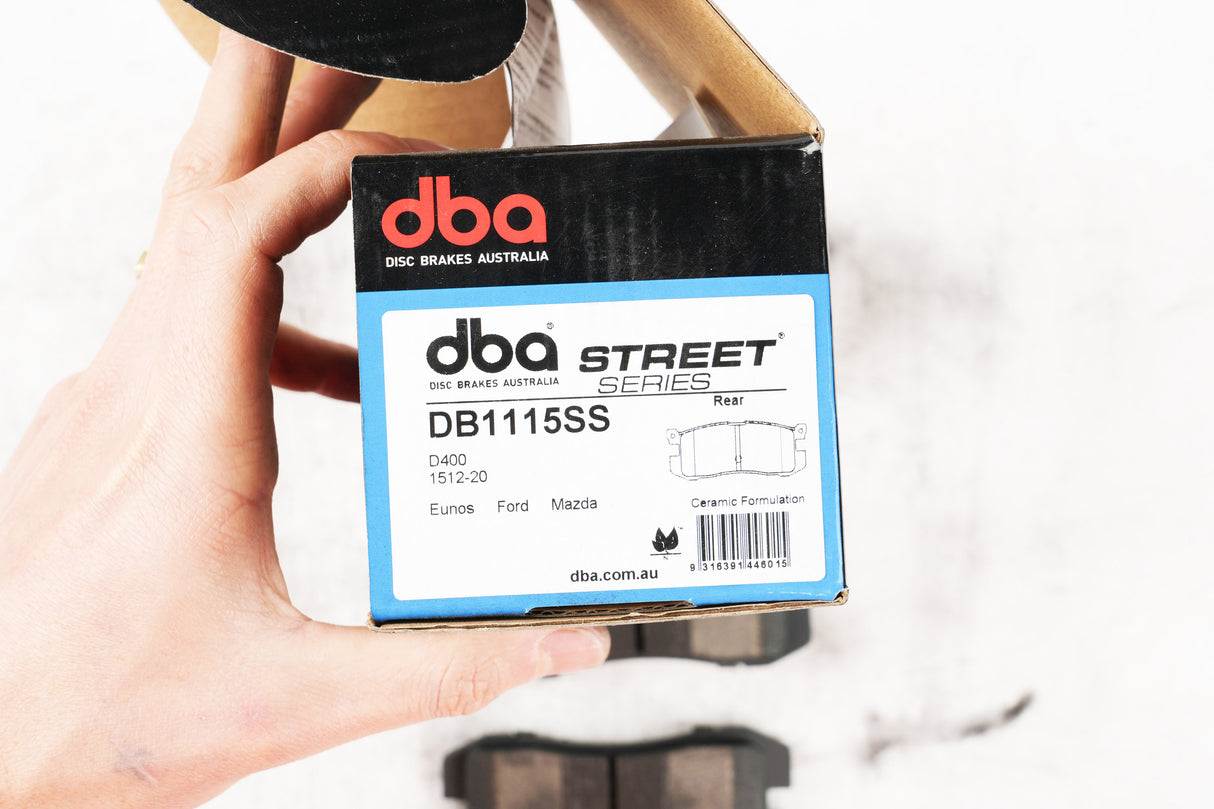 dba
DISC BRAKES AUSTRALIA
dba®
DISC BRAKES AUSTRALIA
STREET®
SERIES
Rear
DB1115SS
D400
1512-20
Eunos Ford Mazda
Ceramic Formulation
™
N
9 316391 446015
dba.com.au